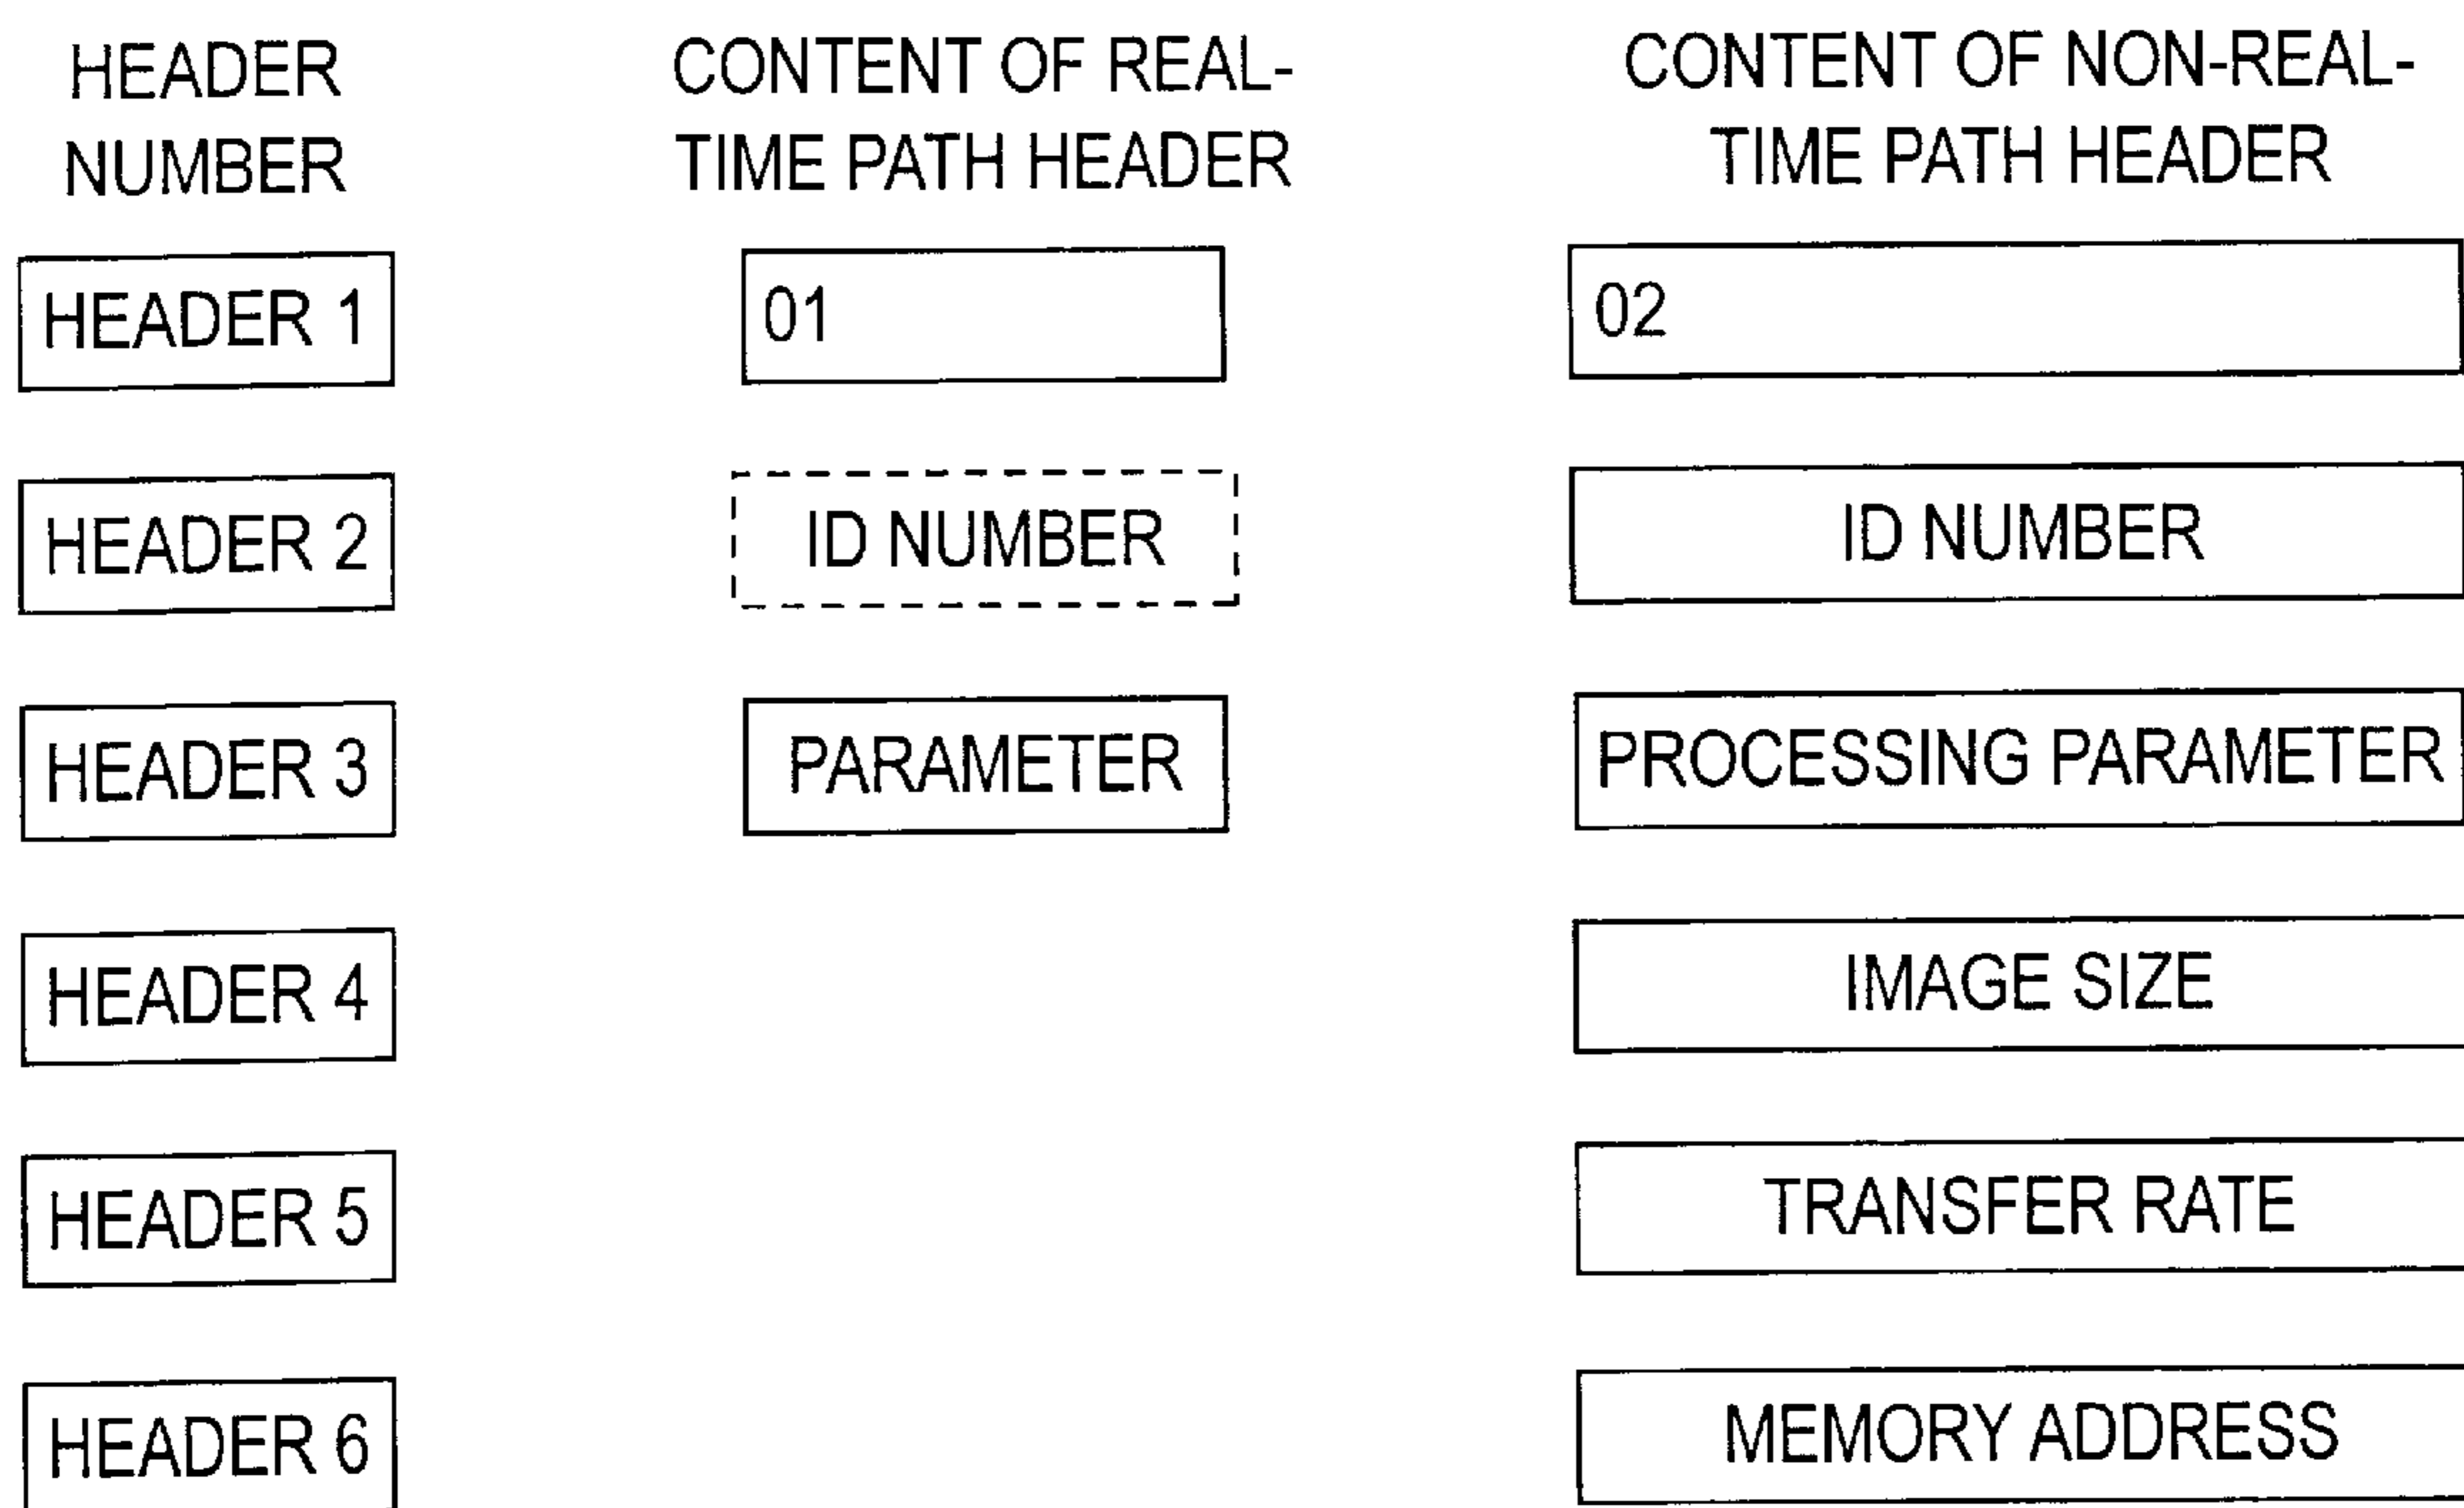 HEADER
NUMBER
CONTENT OF REAL-
TIME PATH HEADER
CONTENT OF NON-REAL-
TIME PATH HEADER
HEADER 1
01
02
HEADER 2
ID NUMBER
ID NUMBER
HEADER 3
PARAMETER
PROCESSING PARAMETER
HEADER 4
IMAGE SIZE
HEADER 5
TRANSFER RATE
HEADER 6
MEMORY ADDRESS